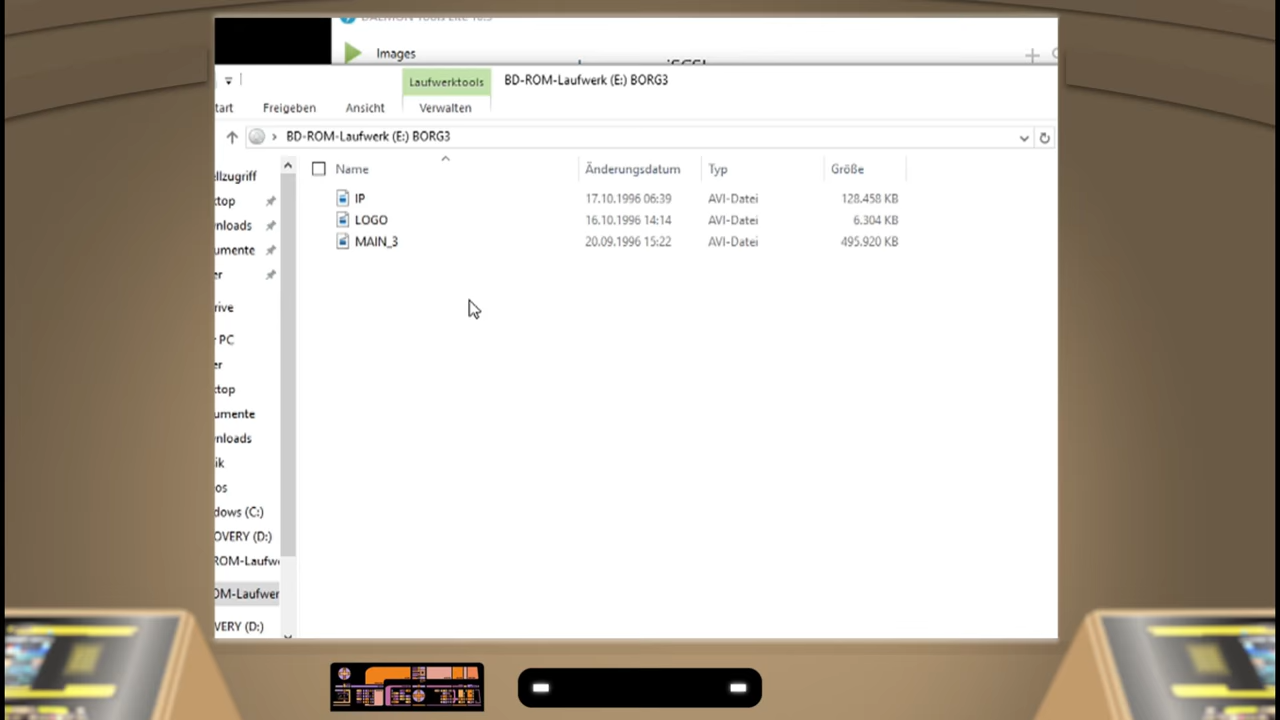 Images
Laufwerktools
BD-ROM-Laufwerk (E:) BORG3
tart
Freigeben
Ansicht
Verwalten
BD-ROM-Laufwerk (E:) BORG3
Name
Änderungsdatum
Typ
Größe
IP
17.10.1996 06:39
AVI-Datei
128.458 KB
LOGO
16.10.1996 14:14
AVI-Datei
6.304 KB
MAIN_3
20.09.1996 15:22
AVI-Datei
495.920 KB
ellzugriff
ktop
nloads
umente
er
rive
PC
er
ktop
umente
nloads
ik
os
dows (C:)
OVERY (D:)
ROM-Laufw
OM-Laufwer
VERY (D:)